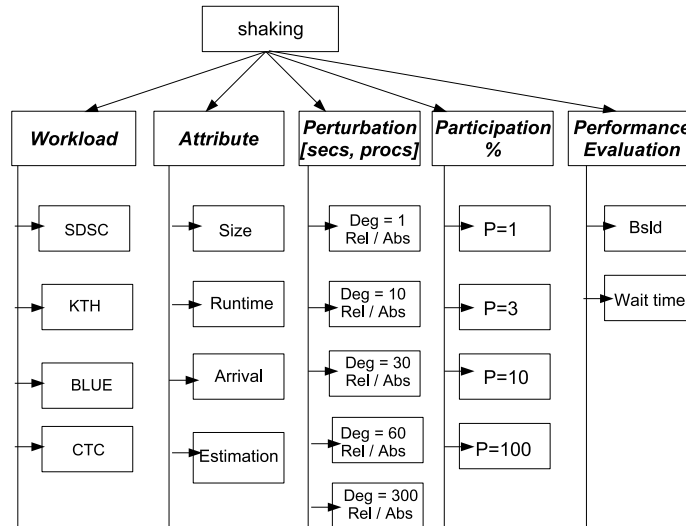 shaking
Workload
Attribute
Perturbation
[secs, procs]
Participation
%
Performance
Evaluation
SDSC
KTH
BLUE
CTC
Size
Runtime
Arrival
Estimation
Deg = 1
Rel / Abs
Deg = 10
Rel / Abs
Deg = 30
Rel / Abs
Deg = 60
Rel / Abs
Deg = 300
Rel / Abs
P=1
P=3
P=10
P=100
Bsld
Wait time